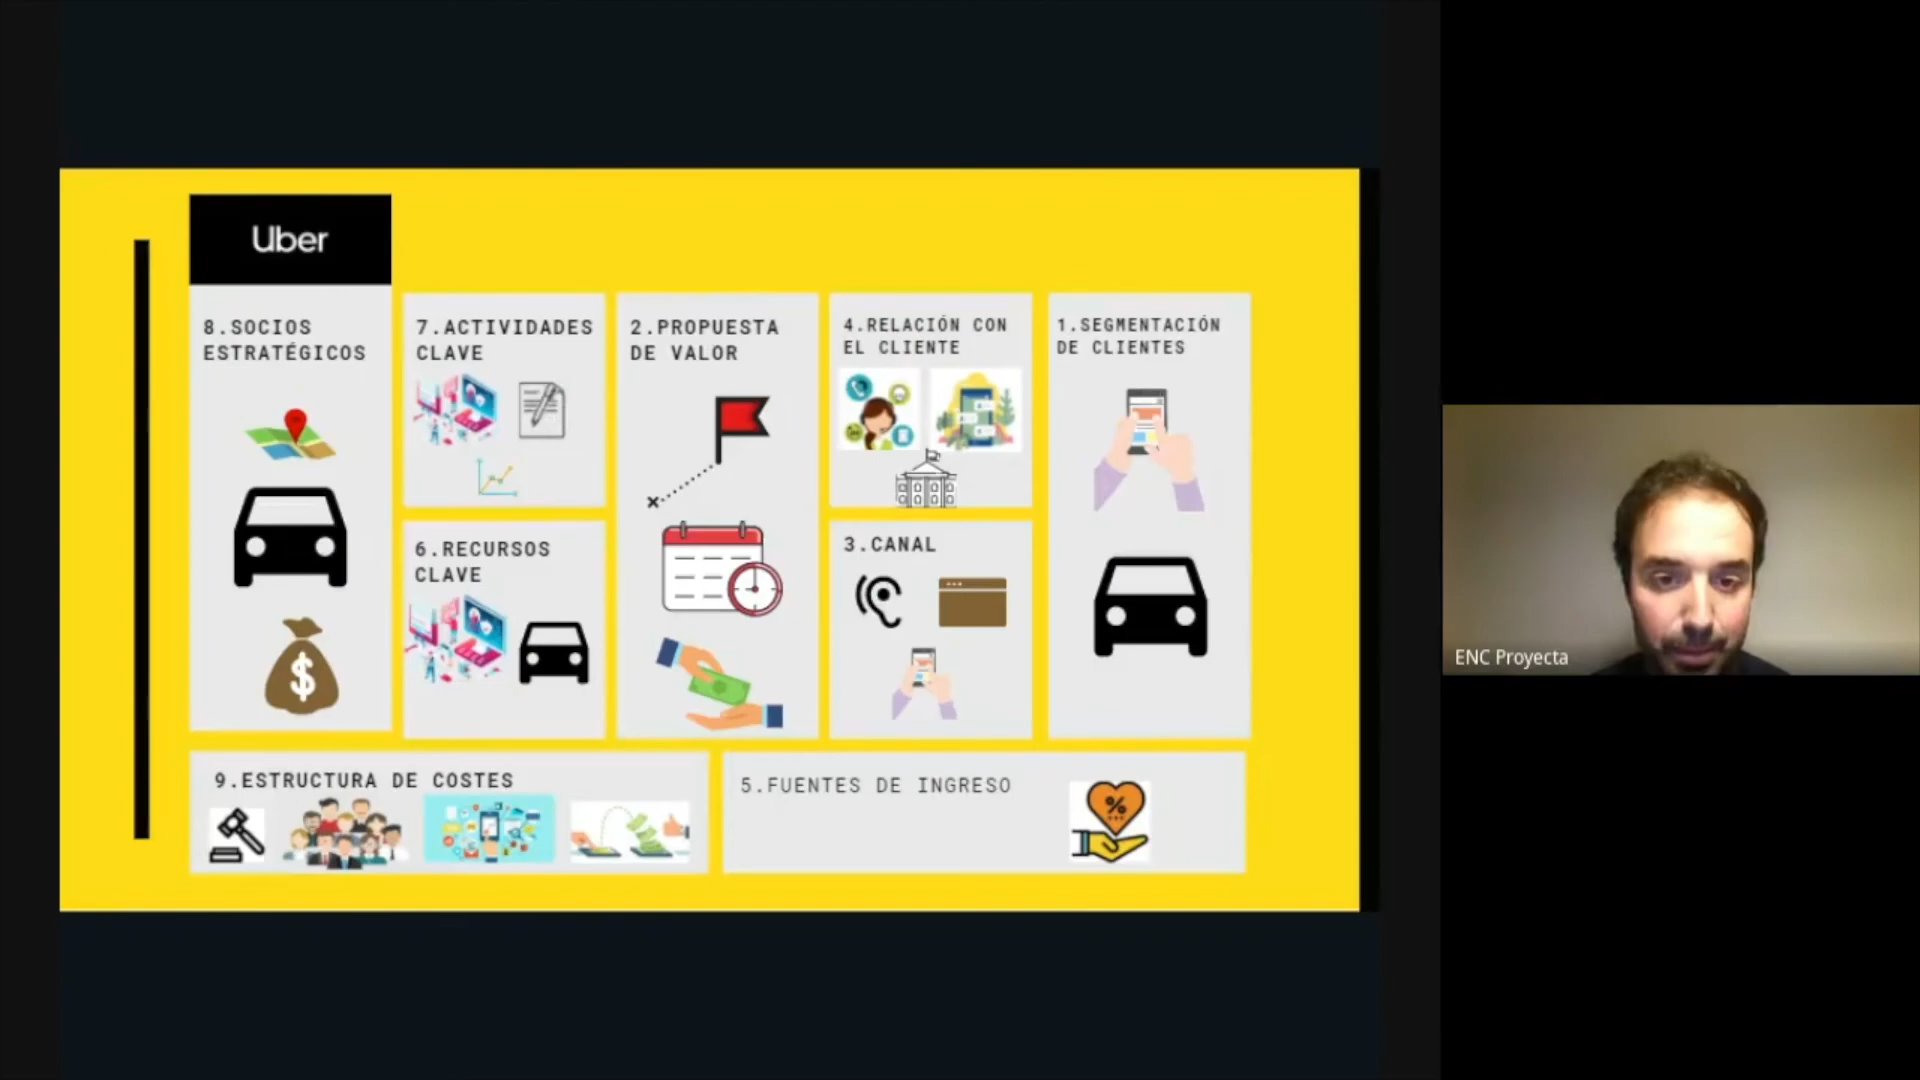 Uber
8.SOCIOS
ESTRATÉGICOS
7.ACTIVIDADES
CLAVE
2.PROPUESTA
DE VALOR
4.RELACIÓN CON
EL CLIENTE
1.SEGMENTACIÓN
DE CLIENTES
6.RECURSOS
CLAVE
3.CANAL
9.ESTRUCTURA DE COSTES
5.FUENTES DE INGRESO
$
%
ENC Proyecta